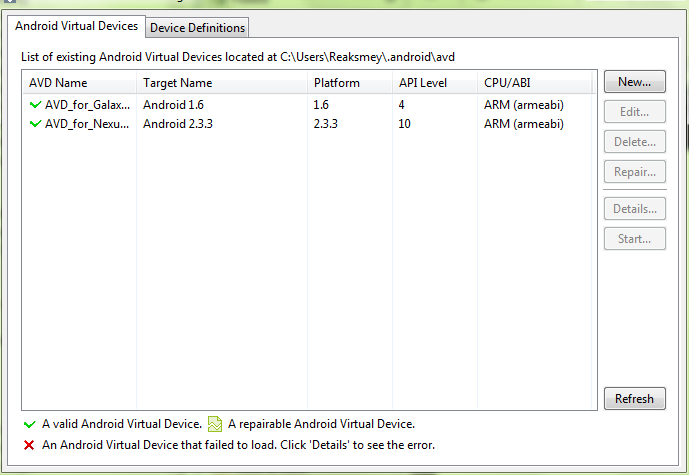 Android Virtual Devices Device Definitions
List of existing Android Virtual Devices located at C:\Users\Reaksmey\.android\avd
AVD Name Target Name Platform API Level CPU/ABI
AVD_for_Galax... Android 1.6 1.6 4 ARM (armeabi)
AVD_for_Nexu... Android 2.3.3 2.3.3 10 ARM (armeabi)
New...
Edit...
Delete...
Repair...
Details...
Start...
Refresh
A valid Android Virtual Device. A repairable Android Virtual Device.
An Android Virtual Device that failed to load. Click 'Details' to see the error.